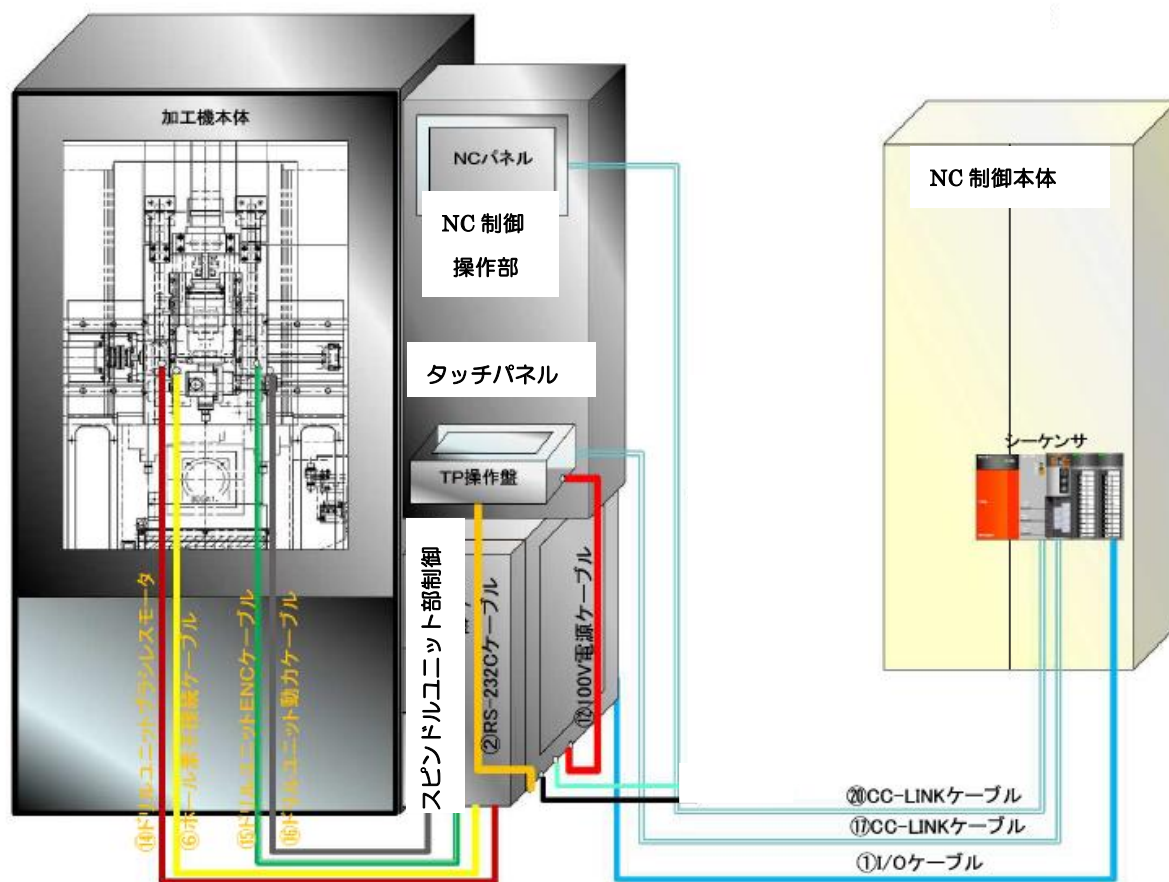 加工機本体
NCパネル
NC 制御
操作部
タッチパネル
TP操作盤
NC 制御本体
シーケンサ
⑭ドリルユニットブラシレスモータ
⑥ホール素子接続ケーブル
⑮ドリルユニットENCケーブル
⑯ドリルユニット動力ケーブル
スピンドルユニット部制御
②RS-232Cケーブル
⑫100V電源ケーブル
⑳CC-LINKケーブル
⑰CC-LINKケーブル
①I/Oケーブル